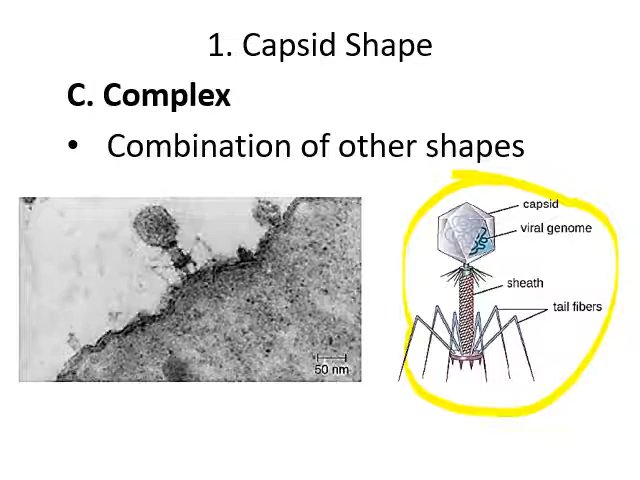 1. Capsid Shape
C. Complex
• Combination of other shapes
capsid
viral genome
sheath
tail fibers
50 nm